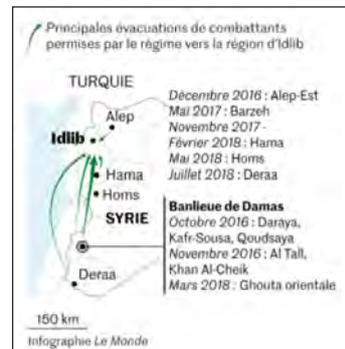 Principales évacuations de combattants
permises par le régime vers la région d'Idlib
TURQUIE
Alep
Idlib
Hama
Homs
SYRIE
Deraa
Décembre 2016 : Alep-Est
Mai 2017 : Barzeh
Novembre 2017 -
Février 2018 : Hama
Mai 2018 : Homs
Juillet 2018 : Deraa
Banlieue de Damas
Octobre 2016 : Daraya,
Kafr-Sousa, Qoudsaya
Novembre 2016 : Al Tall,
Khan Al-Cheik
Mars 2018 : Ghouta orientale
150 km
Infographie Le Monde